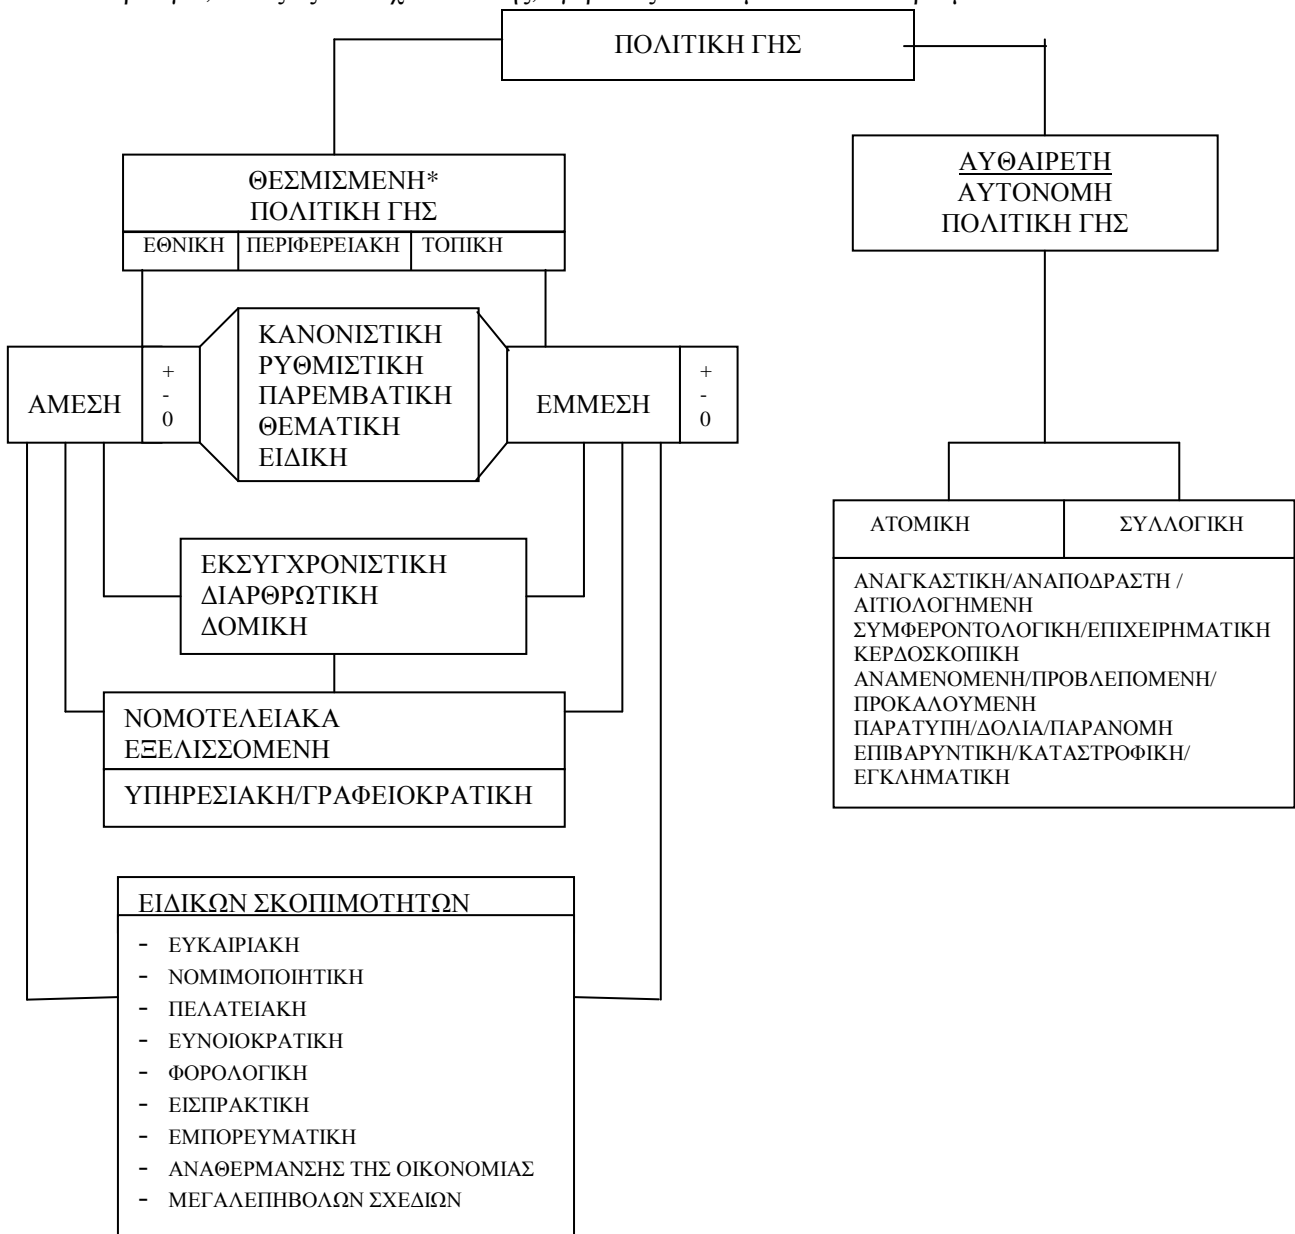 ΠΟΛΙΤΙΚΗ ΓΗΣ
ΘΕΣΜΙΣΜΕΝΗ*
ΠΟΛΙΤΙΚΗ ΓΗΣ
ΕΘΝΙΚΗ ΠΕΡΙΦΕΡΕΙΑΚΗ ΤΟΠΙΚΗ
ΑΥΘΑΙΡΕΤΗ
ΑΥΤΟΝΟΜΗ
ΠΟΛΙΤΙΚΗ ΓΗΣ
ΑΜΕΣΗ
+
-
0
ΚΑΝΟΝΙΣΤΙΚΗ
ΡΥΘΜΙΣΤΙΚΗ
ΠΑΡΕΜΒΑΤΙΚΗ
ΘΕΜΑΤΙΚΗ
ΕΙΔΙΚΗ
ΕΜΜΕΣΗ
+
-
0
ΕΚΣΥΓΧΡΟΝΙΣΤΙΚΗ
ΔΙΑΡΘΡΩΤΙΚΗ
ΔΟΜΙΚΗ
ΝΟΜΟΤΕΛΕΙΑΚΑ
ΕΞΕΛΙΣΣΟΜΕΝΗ
ΥΠΗΡΕΣΙΑΚΗ/ΓΡΑΦΕΙΟΚΡΑΤΙΚΗ
ΕΙΔΙΚΩΝ ΣΚΟΠΙΜΟΤΗΤΩΝ
- ΕΥΚΑΙΡΙΑΚΗ
- ΝΟΜΙΜΟΠΟΙΗΤΙΚΗ
- ΠΕΛΑΤΕΙΑΚΗ
- ΕΥΝΟΙΟΚΡΑΤΙΚΗ
- ΦΟΡΟΛΟΓΙΚΗ
- ΕΙΣΠΡΑΚΤΙΚΗ
- ΕΜΠΟΡΕΥΜΑΤΙΚΗ
- ΑΝΑΘΕΡΜΑΝΣΗΣ ΤΗΣ ΟΙΚΟΝΟΜΙΑΣ
- ΜΕΓΑΛΕΠΗΒΟΛΩΝ ΣΧΕΔΙΩΝ
ΑΤΟΜΙΚΗ ΣΥΛΛΟΓΙΚΗ
ΑΝΑΓΚΑΣΤΙΚΗ/ΑΝΑΠΟΔΡΑΣΤΗ /
ΑΙΤΙΟΛΟΓΗΜΕΝΗ
ΣΥΜΦΕΡΟΝΤΟΛΟΓΙΚΗ/ΕΠΙΧΕΙΡΗΜΑΤΙΚΗ
ΚΕΡΔΟΣΚΟΠΙΚΗ
ΑΝΑΜΕΝΟΜΕΝΗ/ΠΡΟΒΛΕΠΟΜΕΝΗ/
ΠΡΟΚΑΛΟΥΜΕΝΗ
ΠΑΡΑΤΥΠΗ/ΔΟΛΙΑ/ΠΑΡΑΝΟΜΗ
ΕΠΙΒΑΡΥΝΤΙΚΗ/ΚΑΤΑΣΤΡΟΦΙΚΗ/
ΕΓΚΛΗΜΑΤΙΚΗ